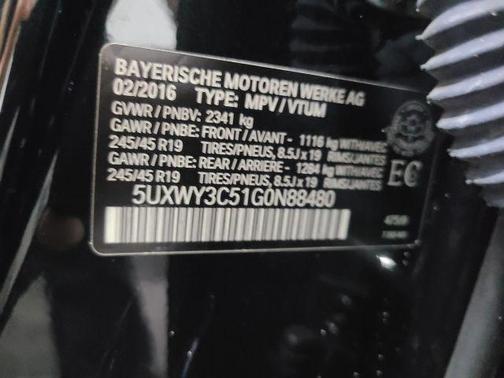 BAYERISCHE MOTOREN WERKE AG
02/2016 TYPE: MPV / VTUM
GVWR / PNBV: 2341 kg
GAWR / PNBE: FRONT / AVANT - 1116 kg WITH/AVEC
245/45 R19 TIRES/PNEUS, 8.5J x 19 RIMS/JANTES
GAWR / PNBE: REAR / ARRIERE - 1284 kg WITH/AVEC
245/45 R19 TIRES/PNEUS, 8.5J x 19 RIMS/JANTES
EC
5UXWY3C51G0N88480